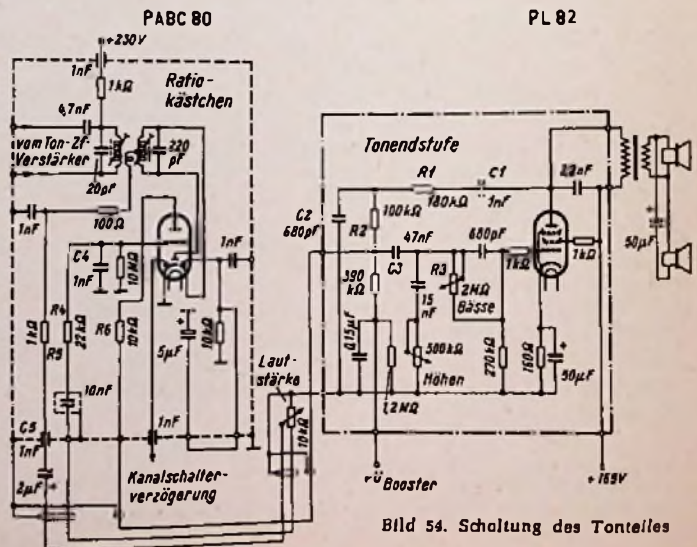 PABC 80
PL 82
+230V
1nF
1kΩ
Ratio-
kästchen
4,7nF
vom Ton-Zf-
Verstärker
220
pF
20pF
1nF
100Ω
C4
1nF
10MΩ
1nF
R4
1kΩ
R5
22kΩ
R6
10kΩ
5µF
10kΩ
10nF
C5
1nF
1nF
2µF
Kanalschalter-
verzögerung
Laut-
stärke
10kΩ
Tonendstufe
R1
180kΩ
C1
1nF
2,2nF
C2
680pF
R2
100kΩ
47nF
680pF
C3
1kΩ
1kΩ
50µF
390
kΩ
15
nF
R3
2MΩ
Bässe
0,15µF
500kΩ
Höhen
270kΩ
160Ω
50µF
1,2MΩ
Booster
+165V
Bild 54. Schaltung des Tonteiles